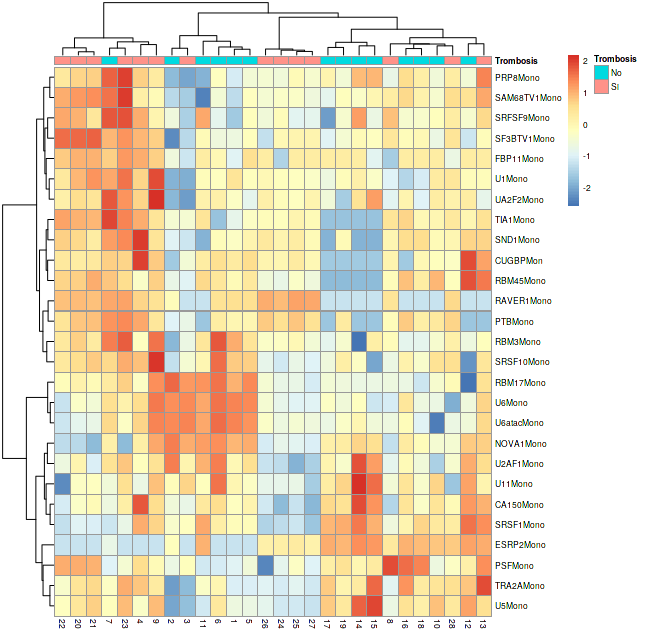 Trombosis
PRP8Mono
SAM68TV1Mono
SRFSF9Mono
SF3BTV1Mono
FBP11Mono
U1Mono
UA2F2Mono
TIA1Mono
SND1Mono
CUGBPMon
RBM45Mono
RAVER1Mono
PTBMono
RBM3Mono
SRSF10Mono
RBM17Mono
U6Mono
U6atacMono
NOVA1Mono
U2AF1Mono
U11Mono
CA150Mono
SRSF1Mono
ESRP2Mono
PSFMono
TRA2AMono
U5Mono
22 20 21 7 23 4 9 2 3 11 6 1 5 26 24 25 27 17 19 14 15 8 16 18 10 28 12 13
2
1
0
-1
-2
Trombosis
No
SI